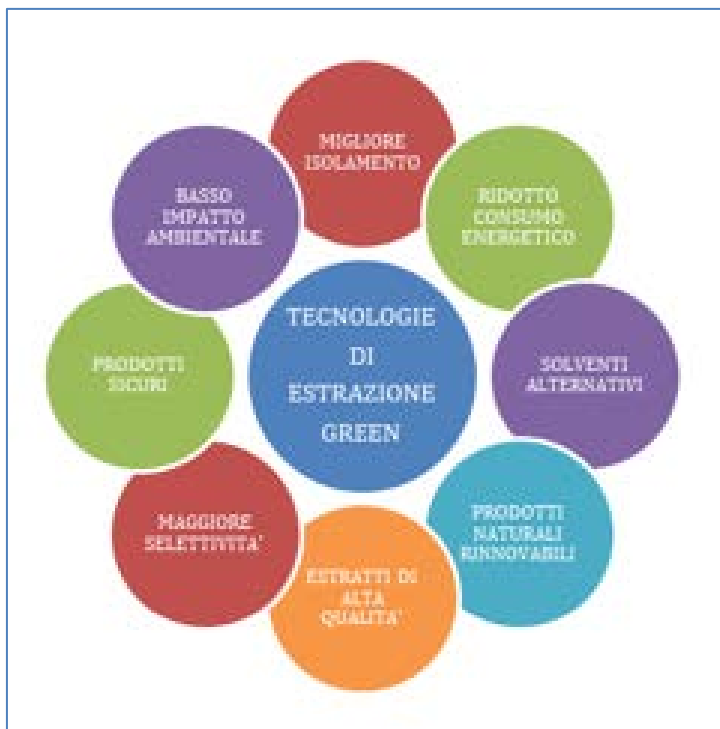 MIGLIORE
ISOLAMENTO
RIDOTTO
CONSUMO
ENERGETICO
SOLVENTI
ALTERNATIVI
PRODOTTI
NATURALI
RINNOVABILI
ESTRATTI DI
ALTA
QUALITA'
MAGGIORE
SELETTIVITA'
PRODOTTI
SICURI
BASSO
IMPATTO
AMBIENTALE
TECNOLOGIE
DI
ESTRAZIONE
GREEN